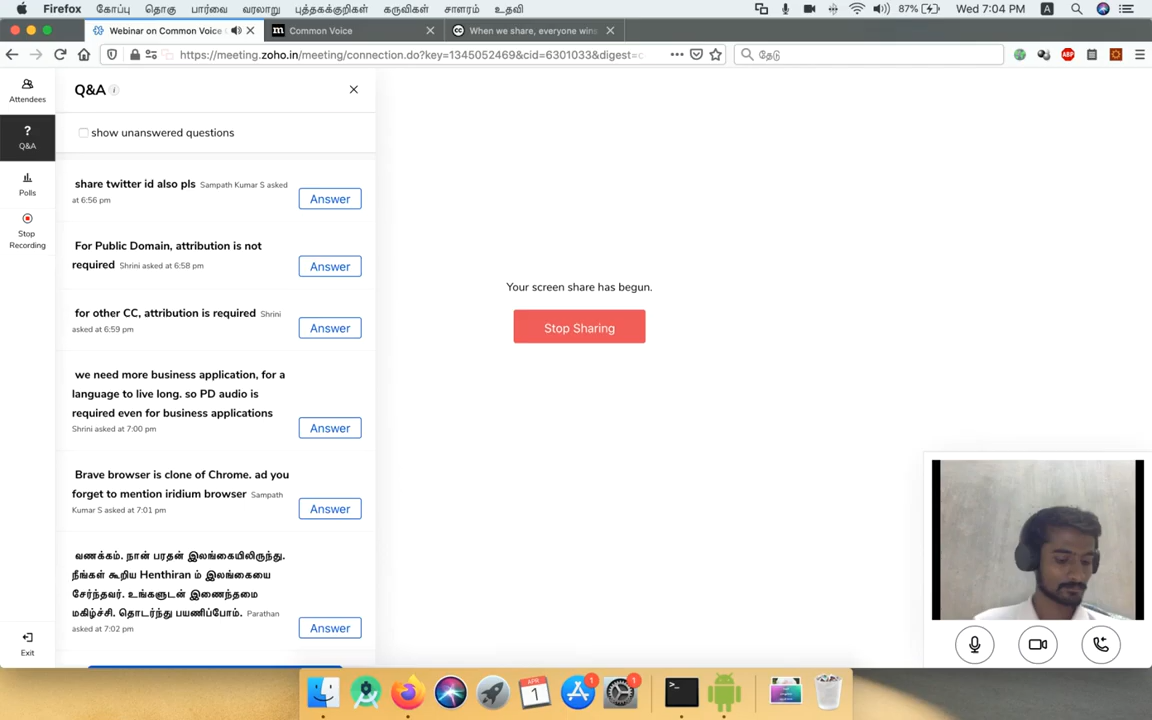 Firefox கோப்பு தொகு பார்வை வரலாறு புத்தகக்குறிகள் கருவிகள் சாளரம் உதவி 87% Wed 7:04 PM A
Webinar on Common Voice
Common Voice
When we share, everyone wins
https://meeting.zoho.in/meeting/connection.do?key=1345052469&cid=6301033&digest=c
தேடு
ABP
Attendees
?
Q&A
Polls
Stop
Recording
Exit
Q&A
show unanswered questions
share twitter id also pls Sampath Kumar S asked
at 6:56 pm
Answer
For Public Domain, attribution is not
required Shrini asked at 6:58 pm
Answer
for other CC, attribution is required Shrini
asked at 6:59 pm
Answer
we need more business application, for a
language to live long. so PD audio is
required even for business applications
Shrini asked at 7:00 pm
Answer
Brave browser is clone of Chrome. ad you
forget to mention iridium browser Sampath
Kumar S asked at 7:01 pm
Answer
வணக்கம். நான் பரதன் இலங்கையிலிருந்து.
நீங்கள் கூறிய Henthiran ம் இலங்கையை
சேர்ந்தவர். உங்களுடன் இணைந்தமை
மகிழ்ச்சி. தொடர்ந்து பயணிப்போம். Parathan
asked at 7:02 pm
Answer
Your screen share has begun.
Stop Sharing
APR
1
1
1